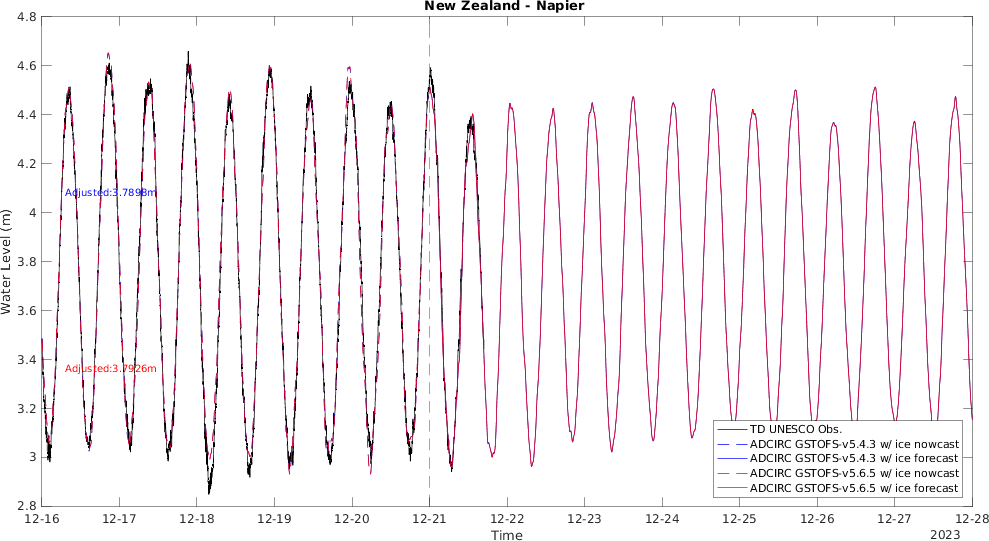 New Zealand - Napier
4.8
4.6
4.4
4.2
4
3.8
3.6
3.4
3.2
3
2.8
Water Level (m)
Adjusted:3.7898m
Adjusted:3.7926m
TD UNESCO Obs.
ADCIRC GSTOFS-v5.4.3 w/ ice nowcast
ADCIRC GSTOFS-v5.4.3 w/ ice forecast
ADCIRC GSTOFS-v5.6.5 w/ ice nowcast
ADCIRC GSTOFS-v5.6.5 w/ ice forecast
12-16 12-17 12-18 12-19 12-20 12-21 12-22 12-23 12-24 12-25 12-26 12-27 12-28
Time
2023